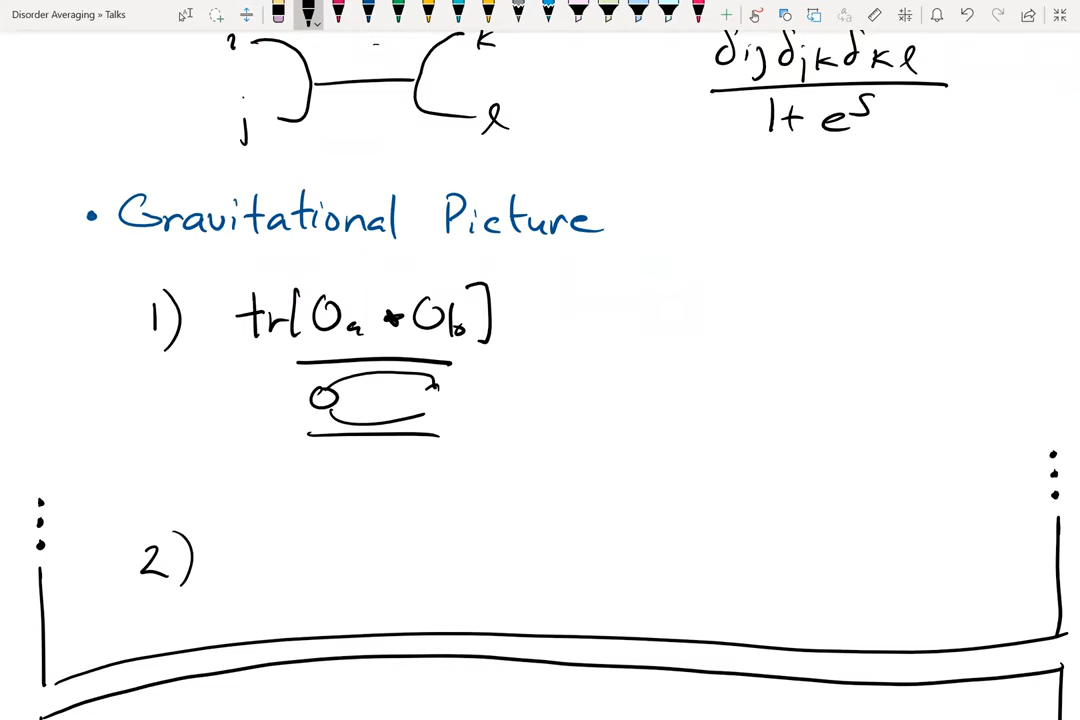 Disorder Averaging » Talks
i k
δij δjk δkl
j l
1 + e^S
• Gravitational Picture
1) tr[Oa * Ob]
2)